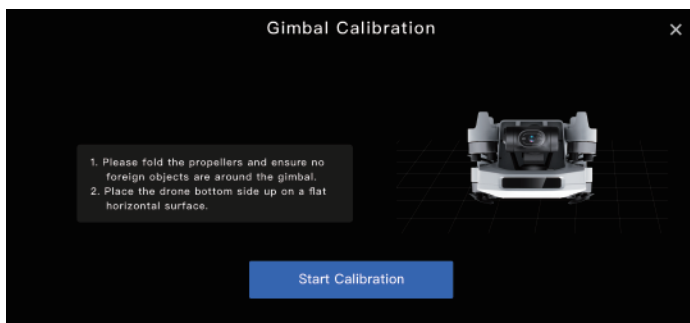 Gimbal Calibration
1. Please fold the propellers and ensure no
foreign objects are around the gimbal.
2. Place the drone bottom side up on a flat
horizontal surface.
Start Calibration